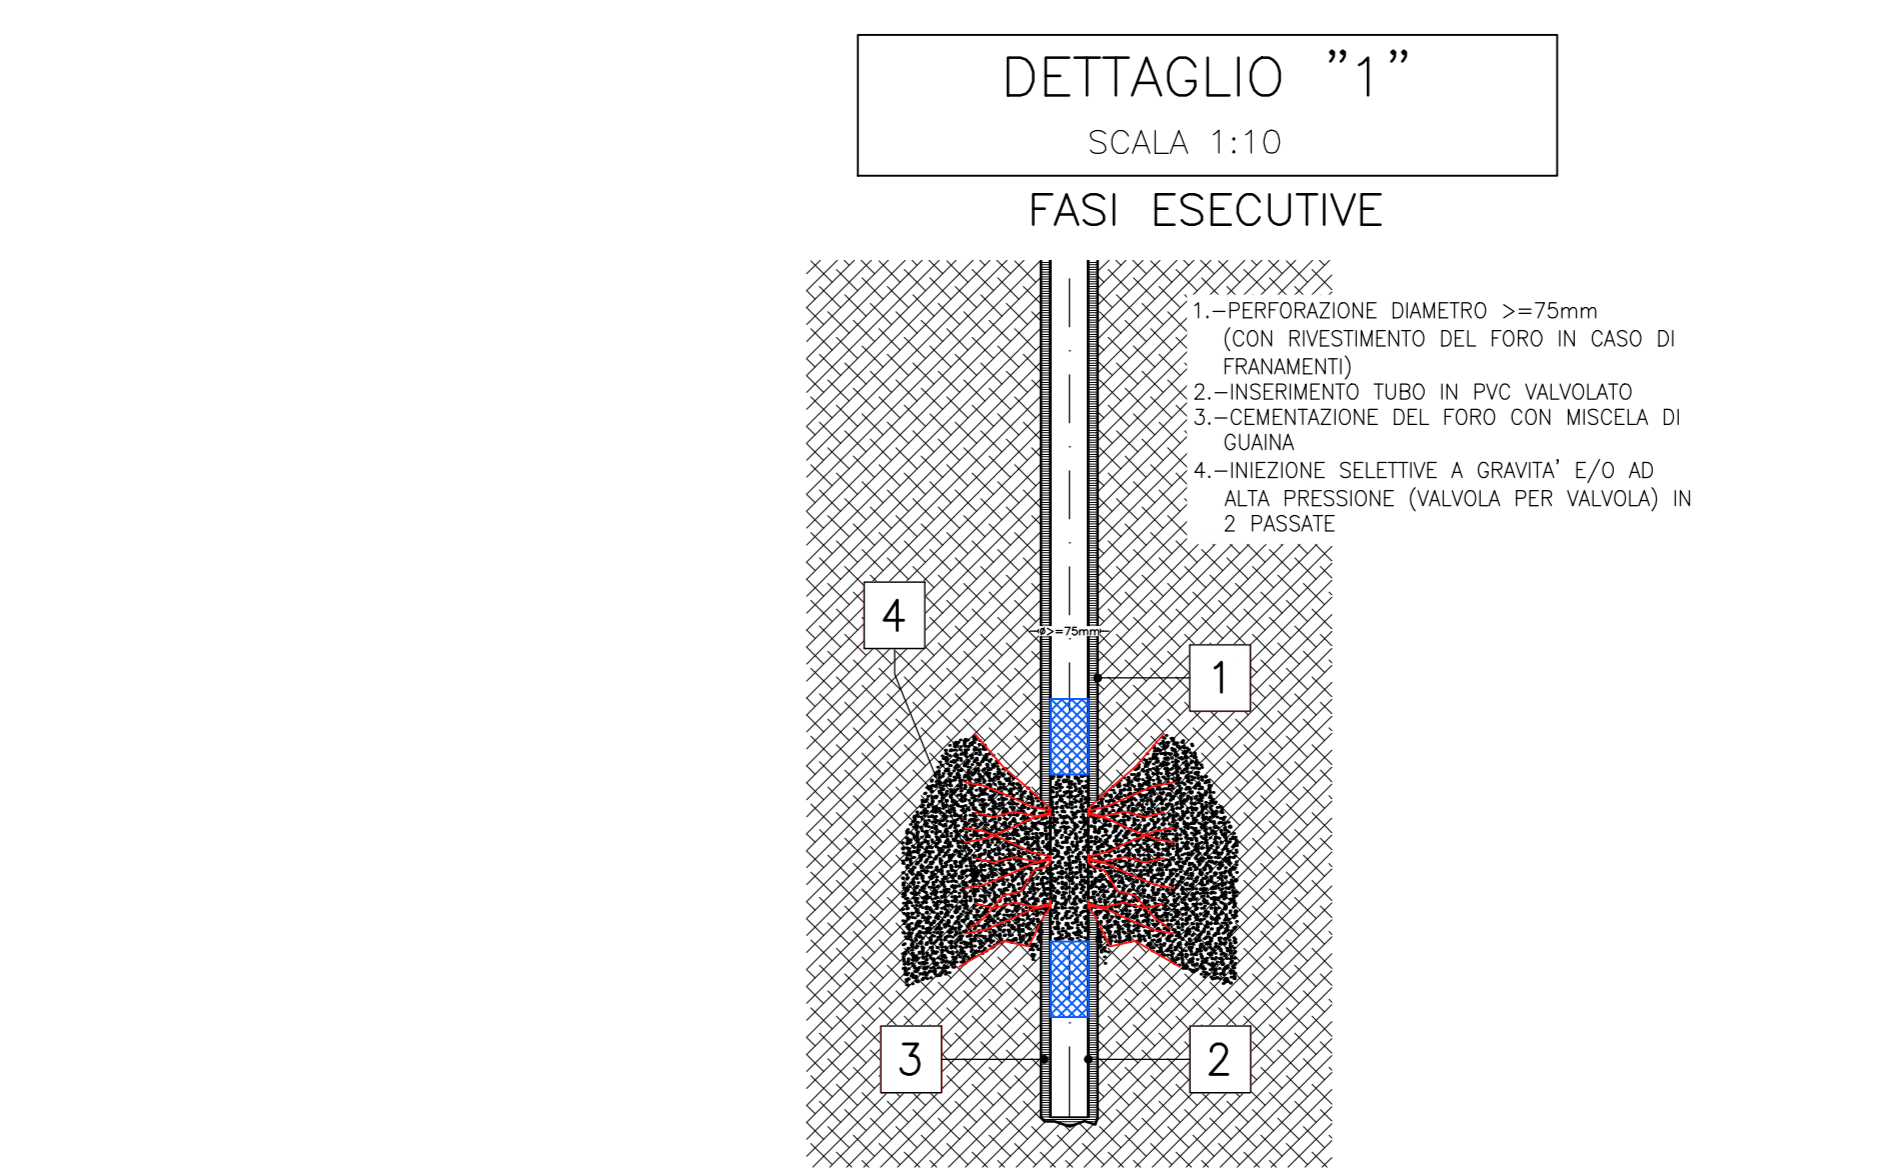 DETTAGLIO "1"
SCALA 1:10
FASI ESECUTIVE
1.-PERFORAZIONE DIAMETRO >=75mm
(CON RIVESTIMENTO DEL FORO IN CASO DI
FRANAMENTI)
2.-INSERIMENTO TUBO IN PVC VALVOLATO
3.-CEMENTAZIONE DEL FORO CON MISCELA DI
GUAINA
4.-INIEZIONE SELETTIVE A GRAVITA' E/O AD
ALTA PRESSIONE (VALVOLA PER VALVOLA) IN
2 PASSATE
4
ø>=75mm
1
3
2